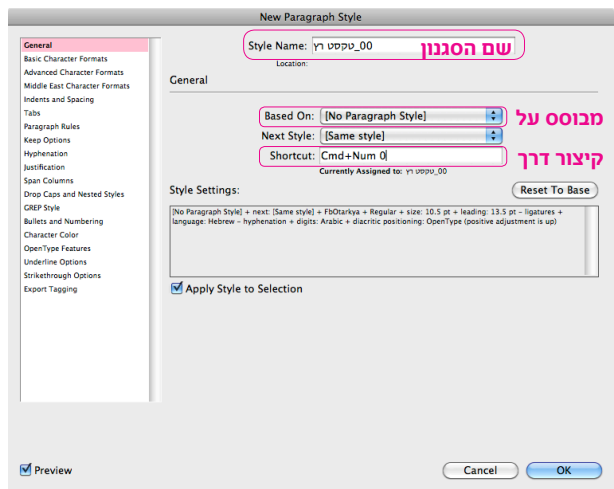 New Paragraph Style
General
Basic Character Formats
Advanced Character Formats
Middle East Character Formats
Indents and Spacing
Tabs
Paragraph Rules
Keep Options
Hyphenation
Justification
Span Columns
Drop Caps and Nested Styles
GREP Style
Bullets and Numbering
Character Color
OpenType Features
Underline Options
Strikethrough Options
Export Tagging
Style Name: 00_טקסט רץ שם הסגנון
Location:
General
Based On: [No Paragraph Style] מבוסס על
Next Style: [Same style]
Shortcut: Cmd+Num 0 קיצור דרך
Currently Assigned to: 00_טקסט רץ
Style Settings: Reset To Base
[No Paragraph Style] + next: [Same style] + FbOtarkya + Regular + size: 10.5 pt + leading: 13.5 pt - ligatures +
language: Hebrew - hyphenation + digits: Arabic + diacritic positioning: OpenType (positive adjustment is up)
Apply Style to Selection
Preview Cancel OK